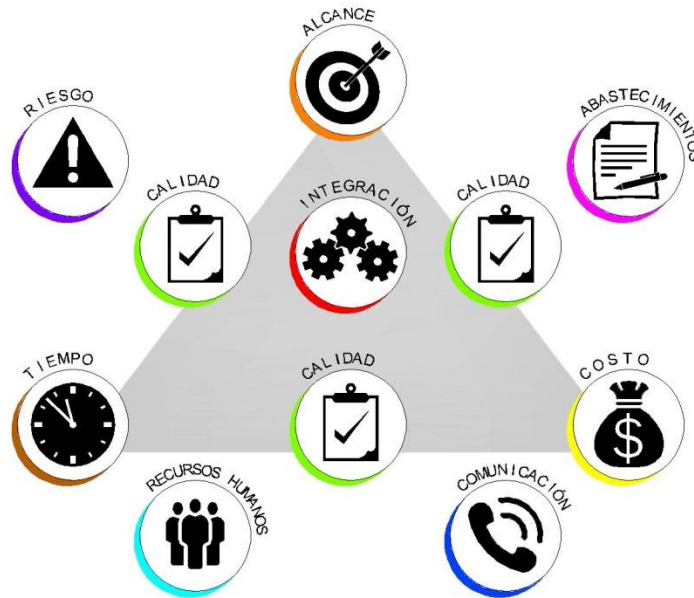 ALCANCE
RIESGO
ABASTECIMIENTOS
CALIDAD
INTEGRACIÓN
CALIDAD
TIEMPO
CALIDAD
COSTO
$
RECURSOS HUMANOS
COMUNICACIÓN